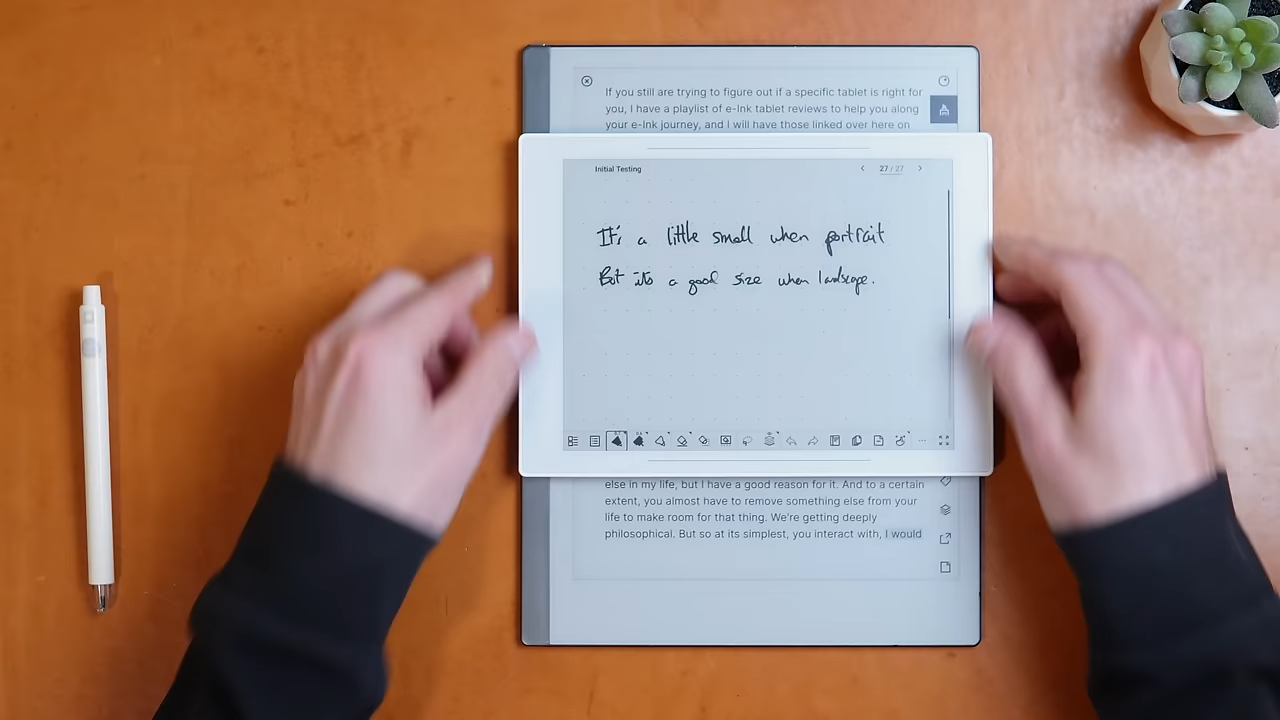 If you still are trying to figure out if a specific tablet is right for
you, I have a playlist of e-Ink tablet reviews to help you along
your e-Ink journey, and I will have those linked over here on
Initial Testing
27 / 27
It's a little small when portrait
But its a good size when landscape.
else in my life, but I have a good reason for it. And to a certain
extent, you almost have to remove something else from your
life to make room for that thing. We're getting deeply
philosophical. But so at its simplest, you interact with, I would